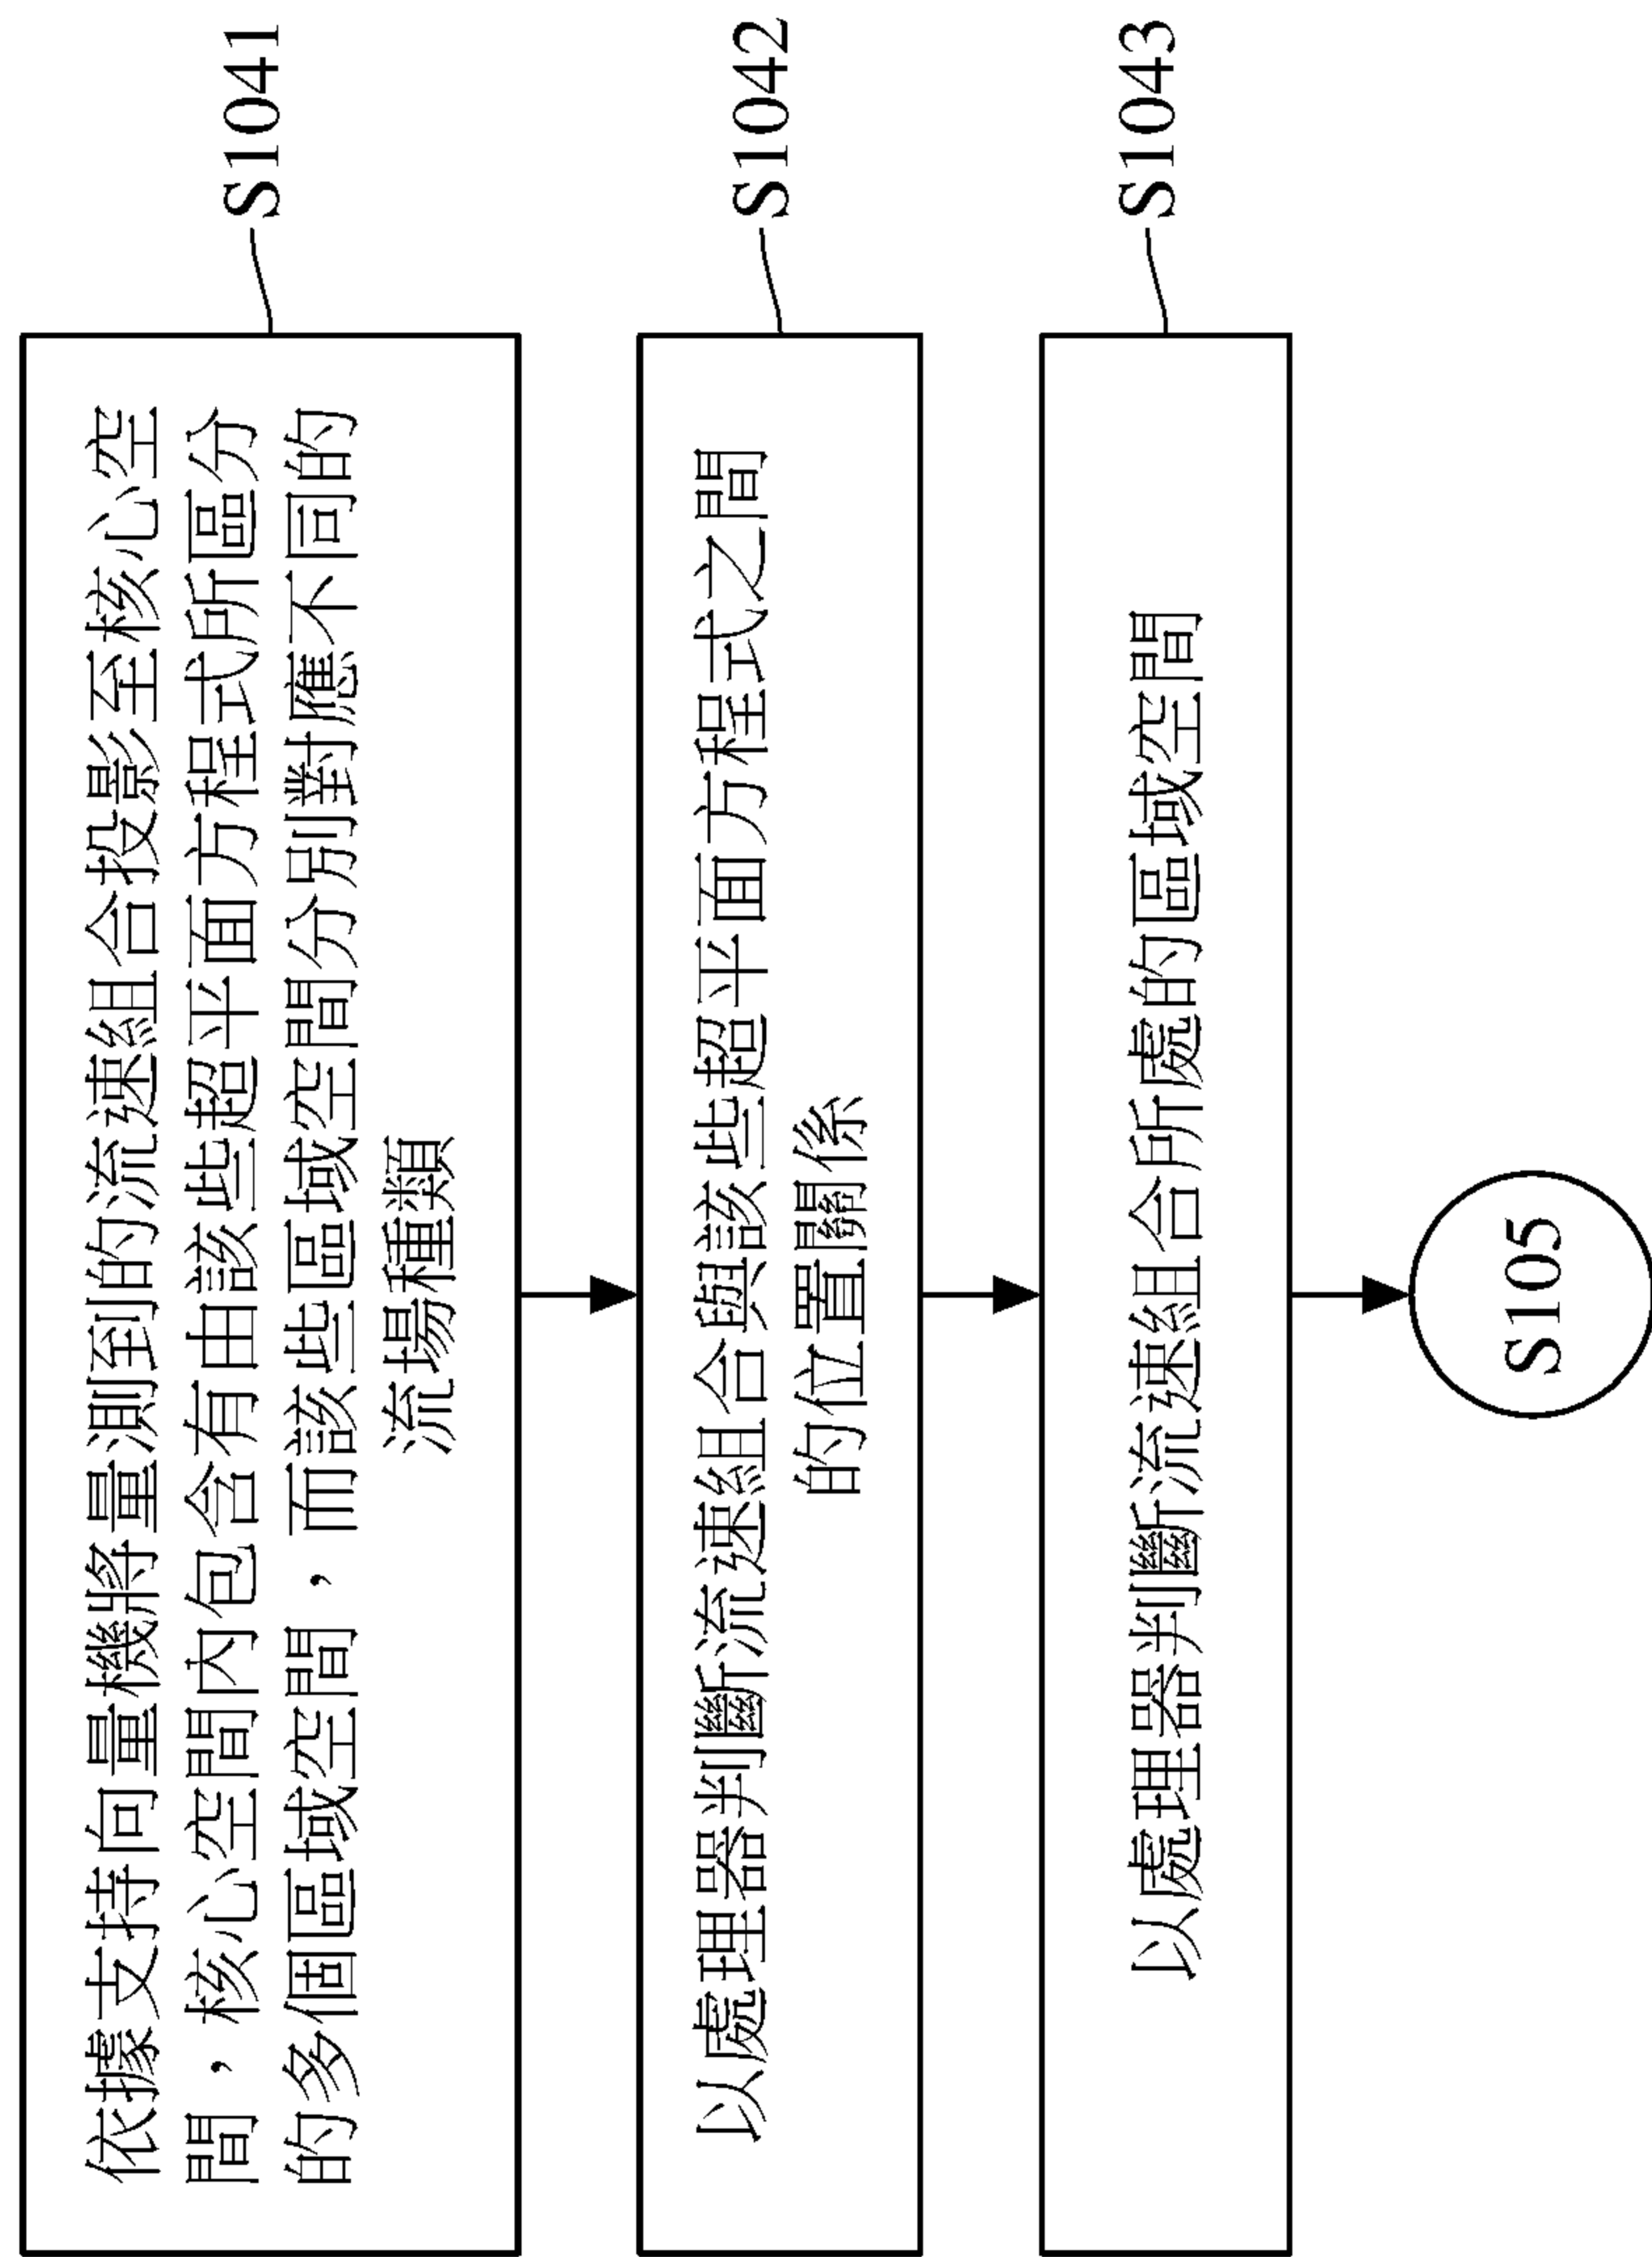 依據支持向量機將量測到的流速組合投影至核心空
間，核心空間內包含有由該些超平面方程式所區分
的多個區域空間，而該些區域空間分別對應不同的
流場種類
S1041
以處理器判斷流速組合與該些超平面方程式之間
的位置關係
S1042
以處理器判斷流速組合所處的區域空間
S1043
S105